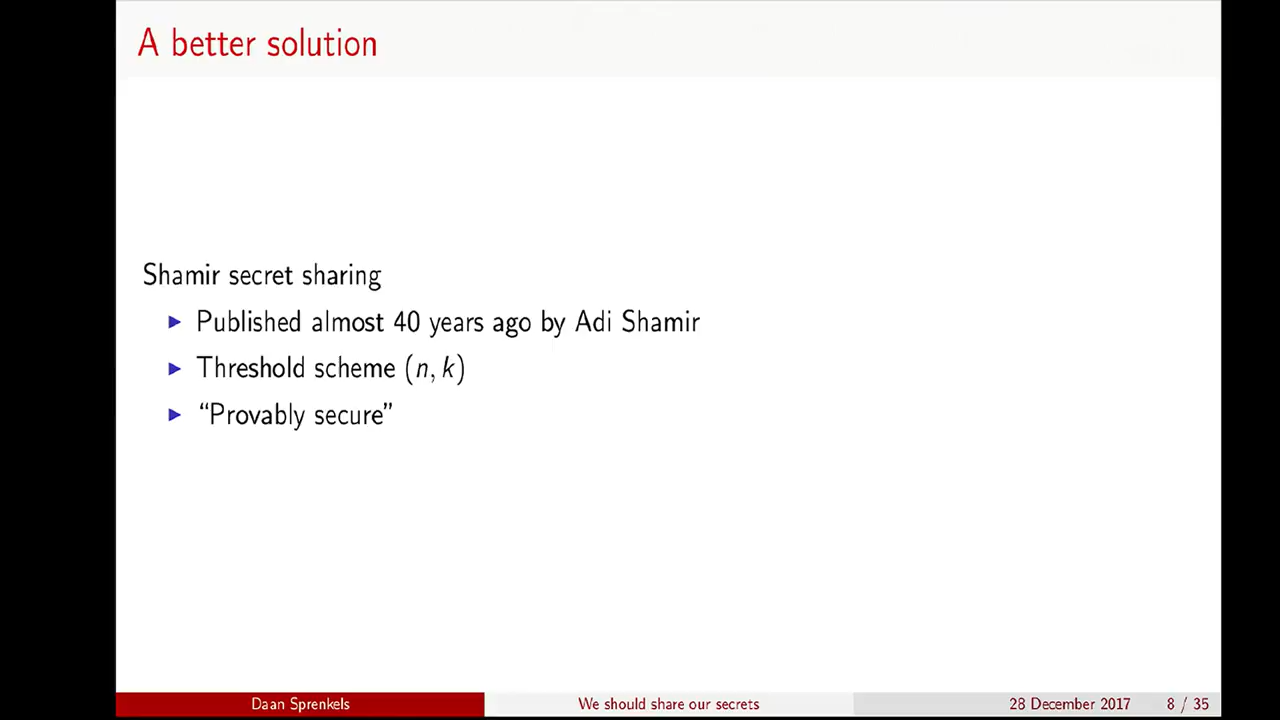 A better solution
Shamir secret sharing
Published almost 40 years ago by Adi Shamir
Threshold scheme (n, k)
“Provably secure”
Daan Sprenkels
We should share our secrets
28 December 2017
8 / 35